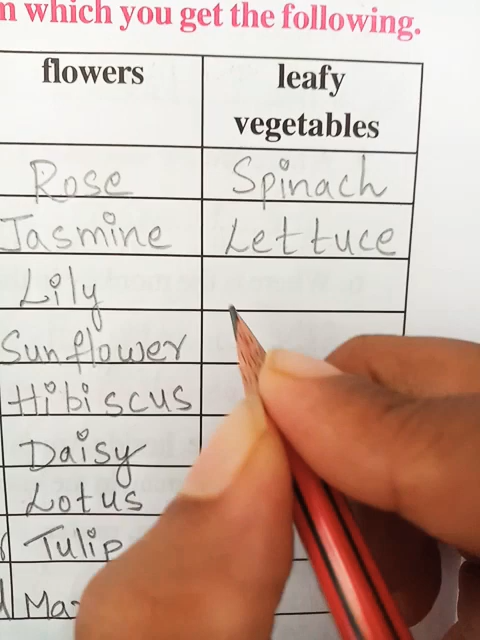 which you get the following.
flowers
leafy
vegetables
Rose
Spinach
Jasmine
Lettuce
Lily
Sunflower
Hibiscus
Daisy
Lotus
Tulip